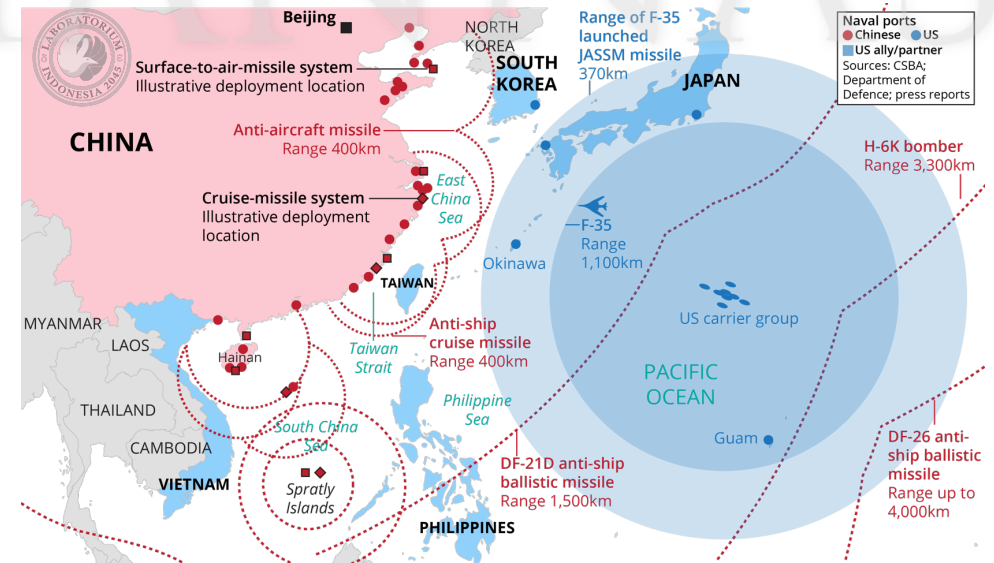 LABORATORIUM
INDONESIA 2045
Beijing
NORTH
KOREA
SOUTH
KOREA
Range of F-35
launched
JASSM missile
370km
JAPAN
Naval ports
Chinese
US
US ally/partner
Sources: CSBA;
Department of
Defence; press reports
Surface-to-air-missile system
Illustrative deployment location
CHINA
Anti-aircraft missile
Range 400km
H-6K bomber
Range 3,300km
Cruise-missile system
Illustrative deployment
location
East
China
Sea
F-35
Range
1,100km
Okinawa
TAIWAN
US carrier group
MYANMAR
LAOS
Hainan
Taiwan
Strait
Anti-ship
cruise missile
Range 400km
PACIFIC
OCEAN
THAILAND
Philippine
Sea
South China
Sea
Guam
CAMBODIA
VIETNAM
Spratly
Islands
DF-21D anti-ship
ballistic missile
Range 1,500km
DF-26 anti-
ship ballistic
missile
Range up to
4,000km
PHILIPPINES